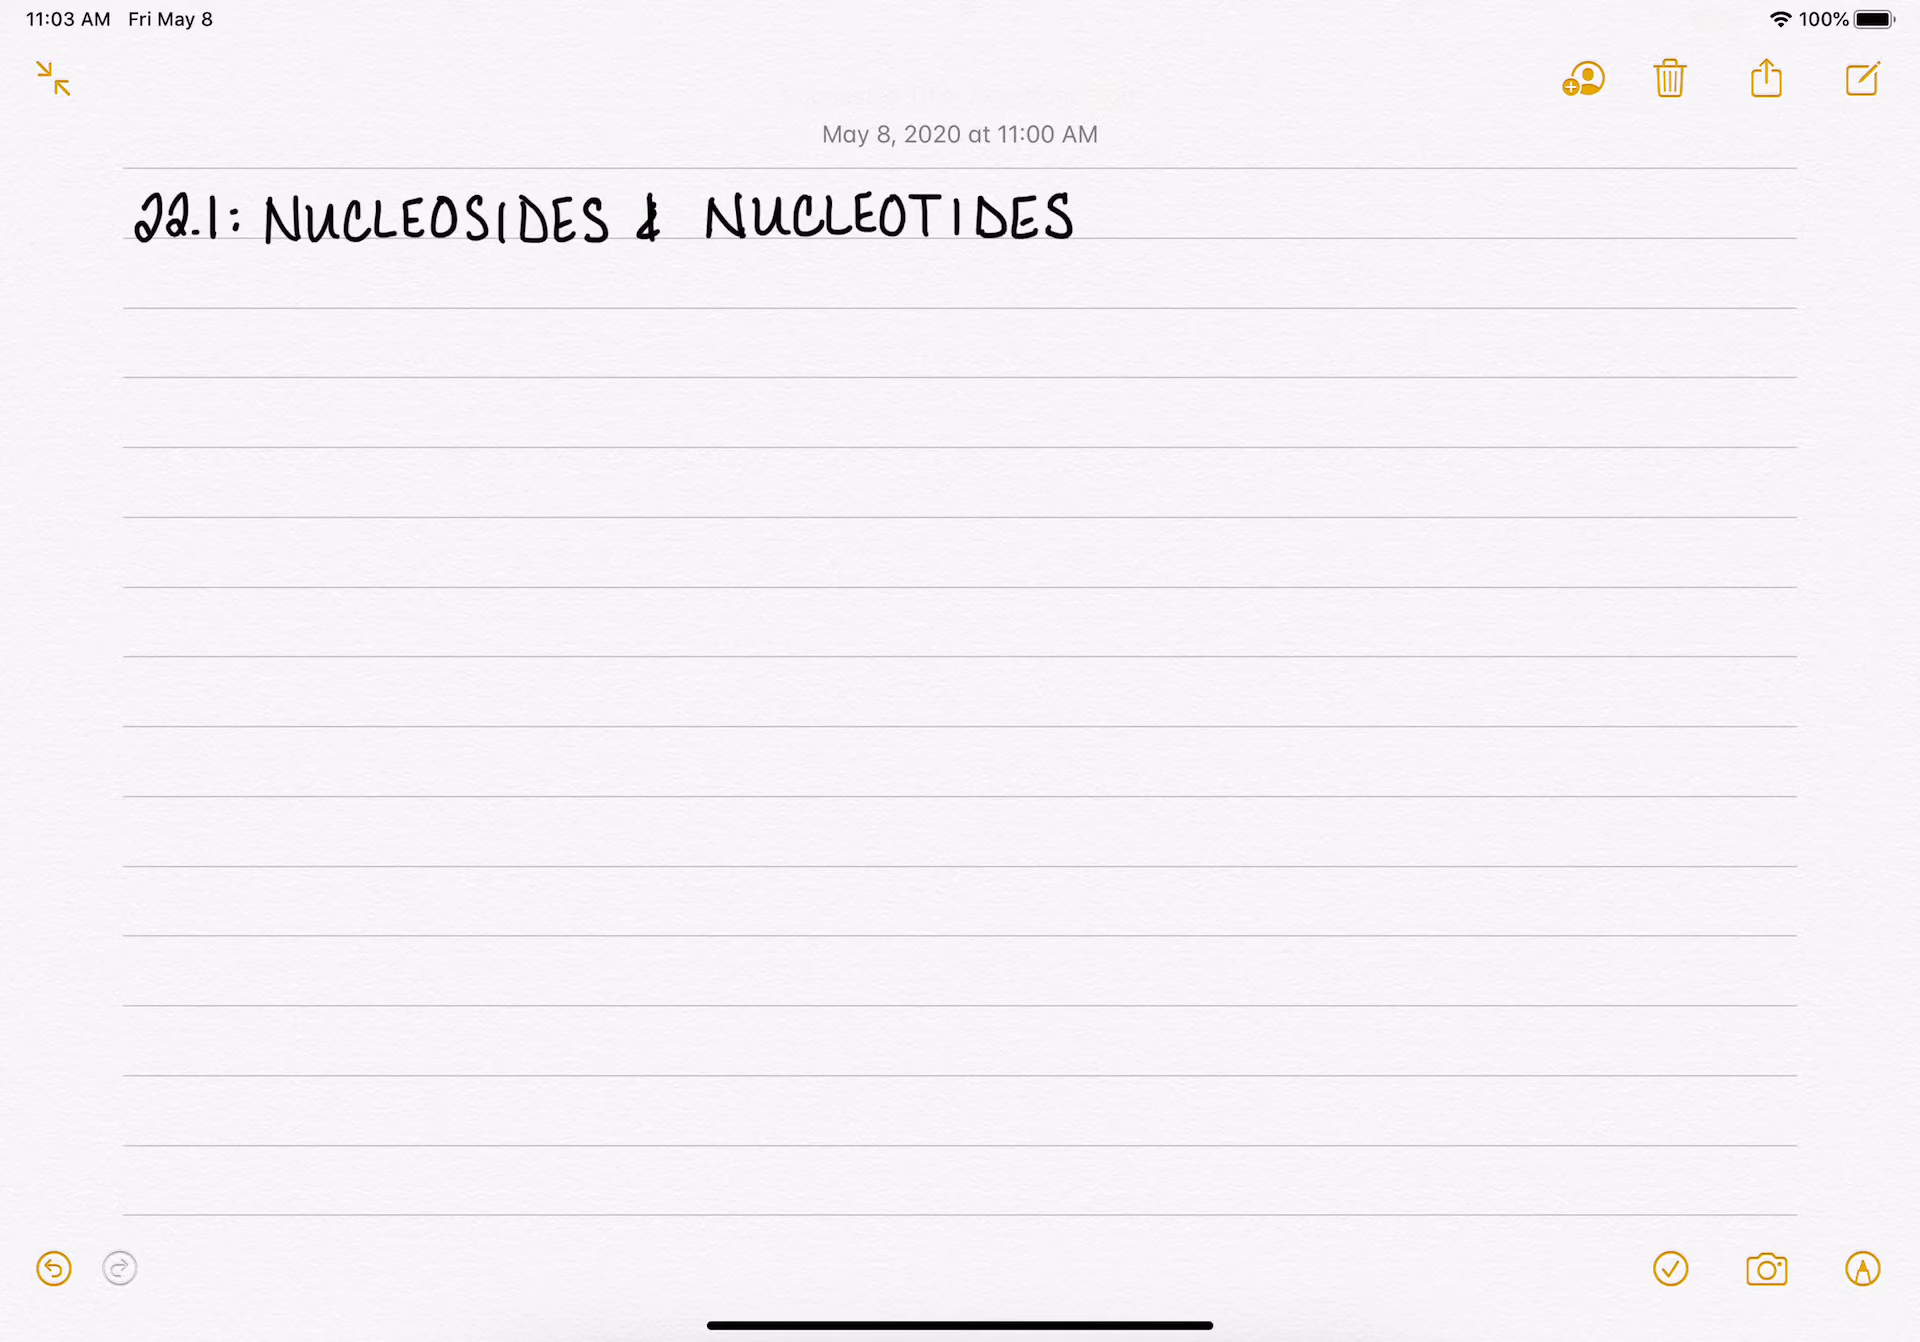 11:03 AM Fri May 8 100%
May 8, 2020 at 11:00 AM
22.1: NUCLEOSIDES & NUCLEOTIDES